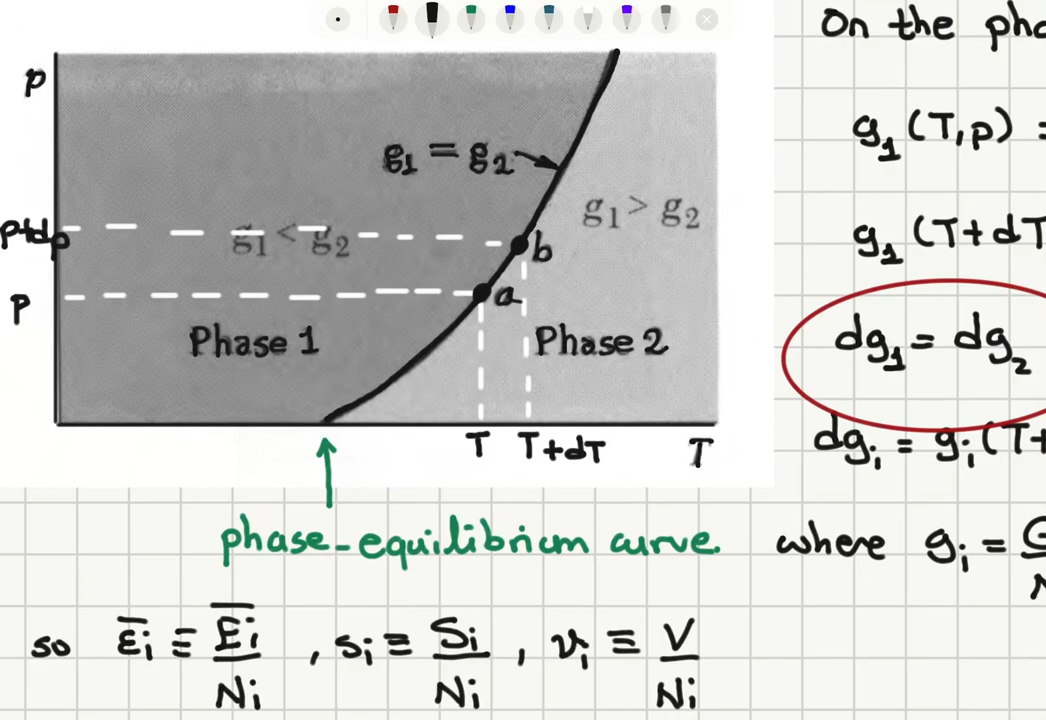 On the pha
p
g₁ (T,p) =
g₁ = g₂
g₁ > g₂
p+dp
g₁ < g₂
g₁ (T+dT
b
p
a
Phase 1
Phase 2
dg₁ = dg₂
T T+dT T
dgᵢ = gᵢ (T+
phase-equilibrium curve.
where gᵢ = G/N
so ε̅ᵢ ≡ E̅ᵢ/Nᵢ , sᵢ ≡ Sᵢ/Nᵢ , vᵢ ≡ V/Nᵢ